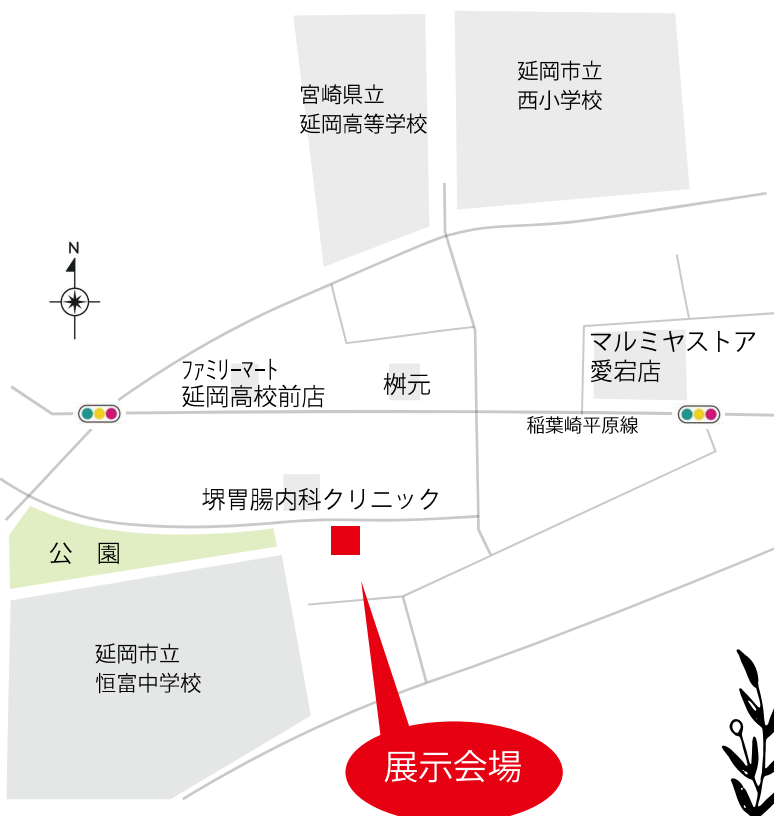 宮崎県立
延岡高等学校
延岡市立
西小学校
N
マルミヤストア
愛宕店
ファミリーマート
延岡高校前店
桝元
稲葉崎平原線
堺胃腸内科クリニック
公　園
延岡市立
恒富中学校
展示会場